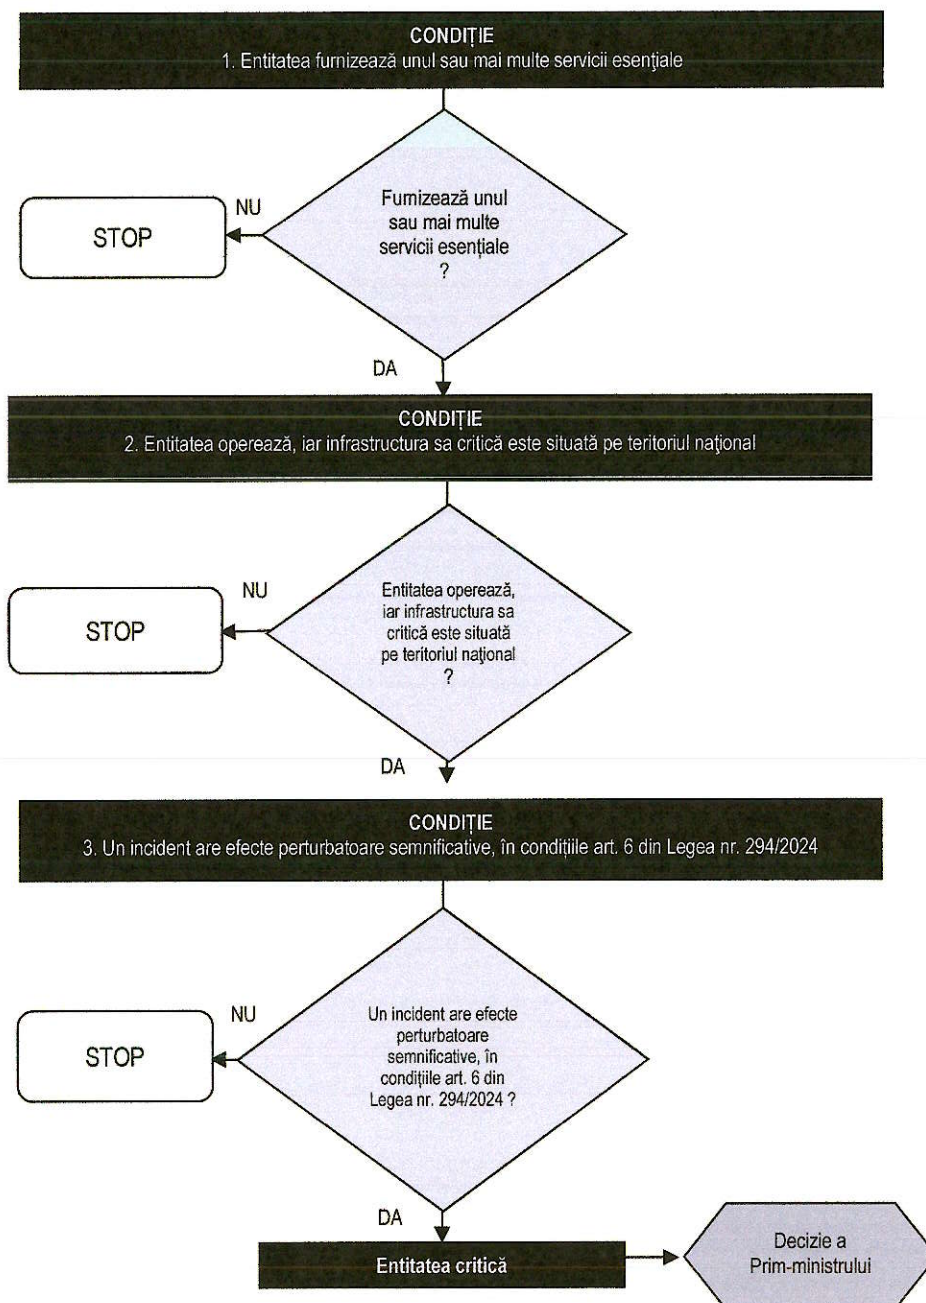 CONDIȚIE
1. Entitatea furnizează unul sau mai multe servicii esențiale
Furnizează unul
sau mai multe
servicii esențiale
?
NU
STOP
DA
CONDIȚIE
2. Entitatea operează, iar infrastructura sa critică este situată pe teritoriul național
Entitatea operează,
iar infrastructura sa
critică este situată
pe teritoriul național
?
NU
STOP
DA
CONDIȚIE
3. Un incident are efecte perturbatoare semnificative, în condițiile art. 6 din Legea nr. 294/2024
Un incident are efecte
perturbatoare
semnificative, în
condițiile art. 6 din
Legea nr. 294/2024 ?
NU
STOP
DA
Entitatea critică
Decizie a
Prim-ministrului